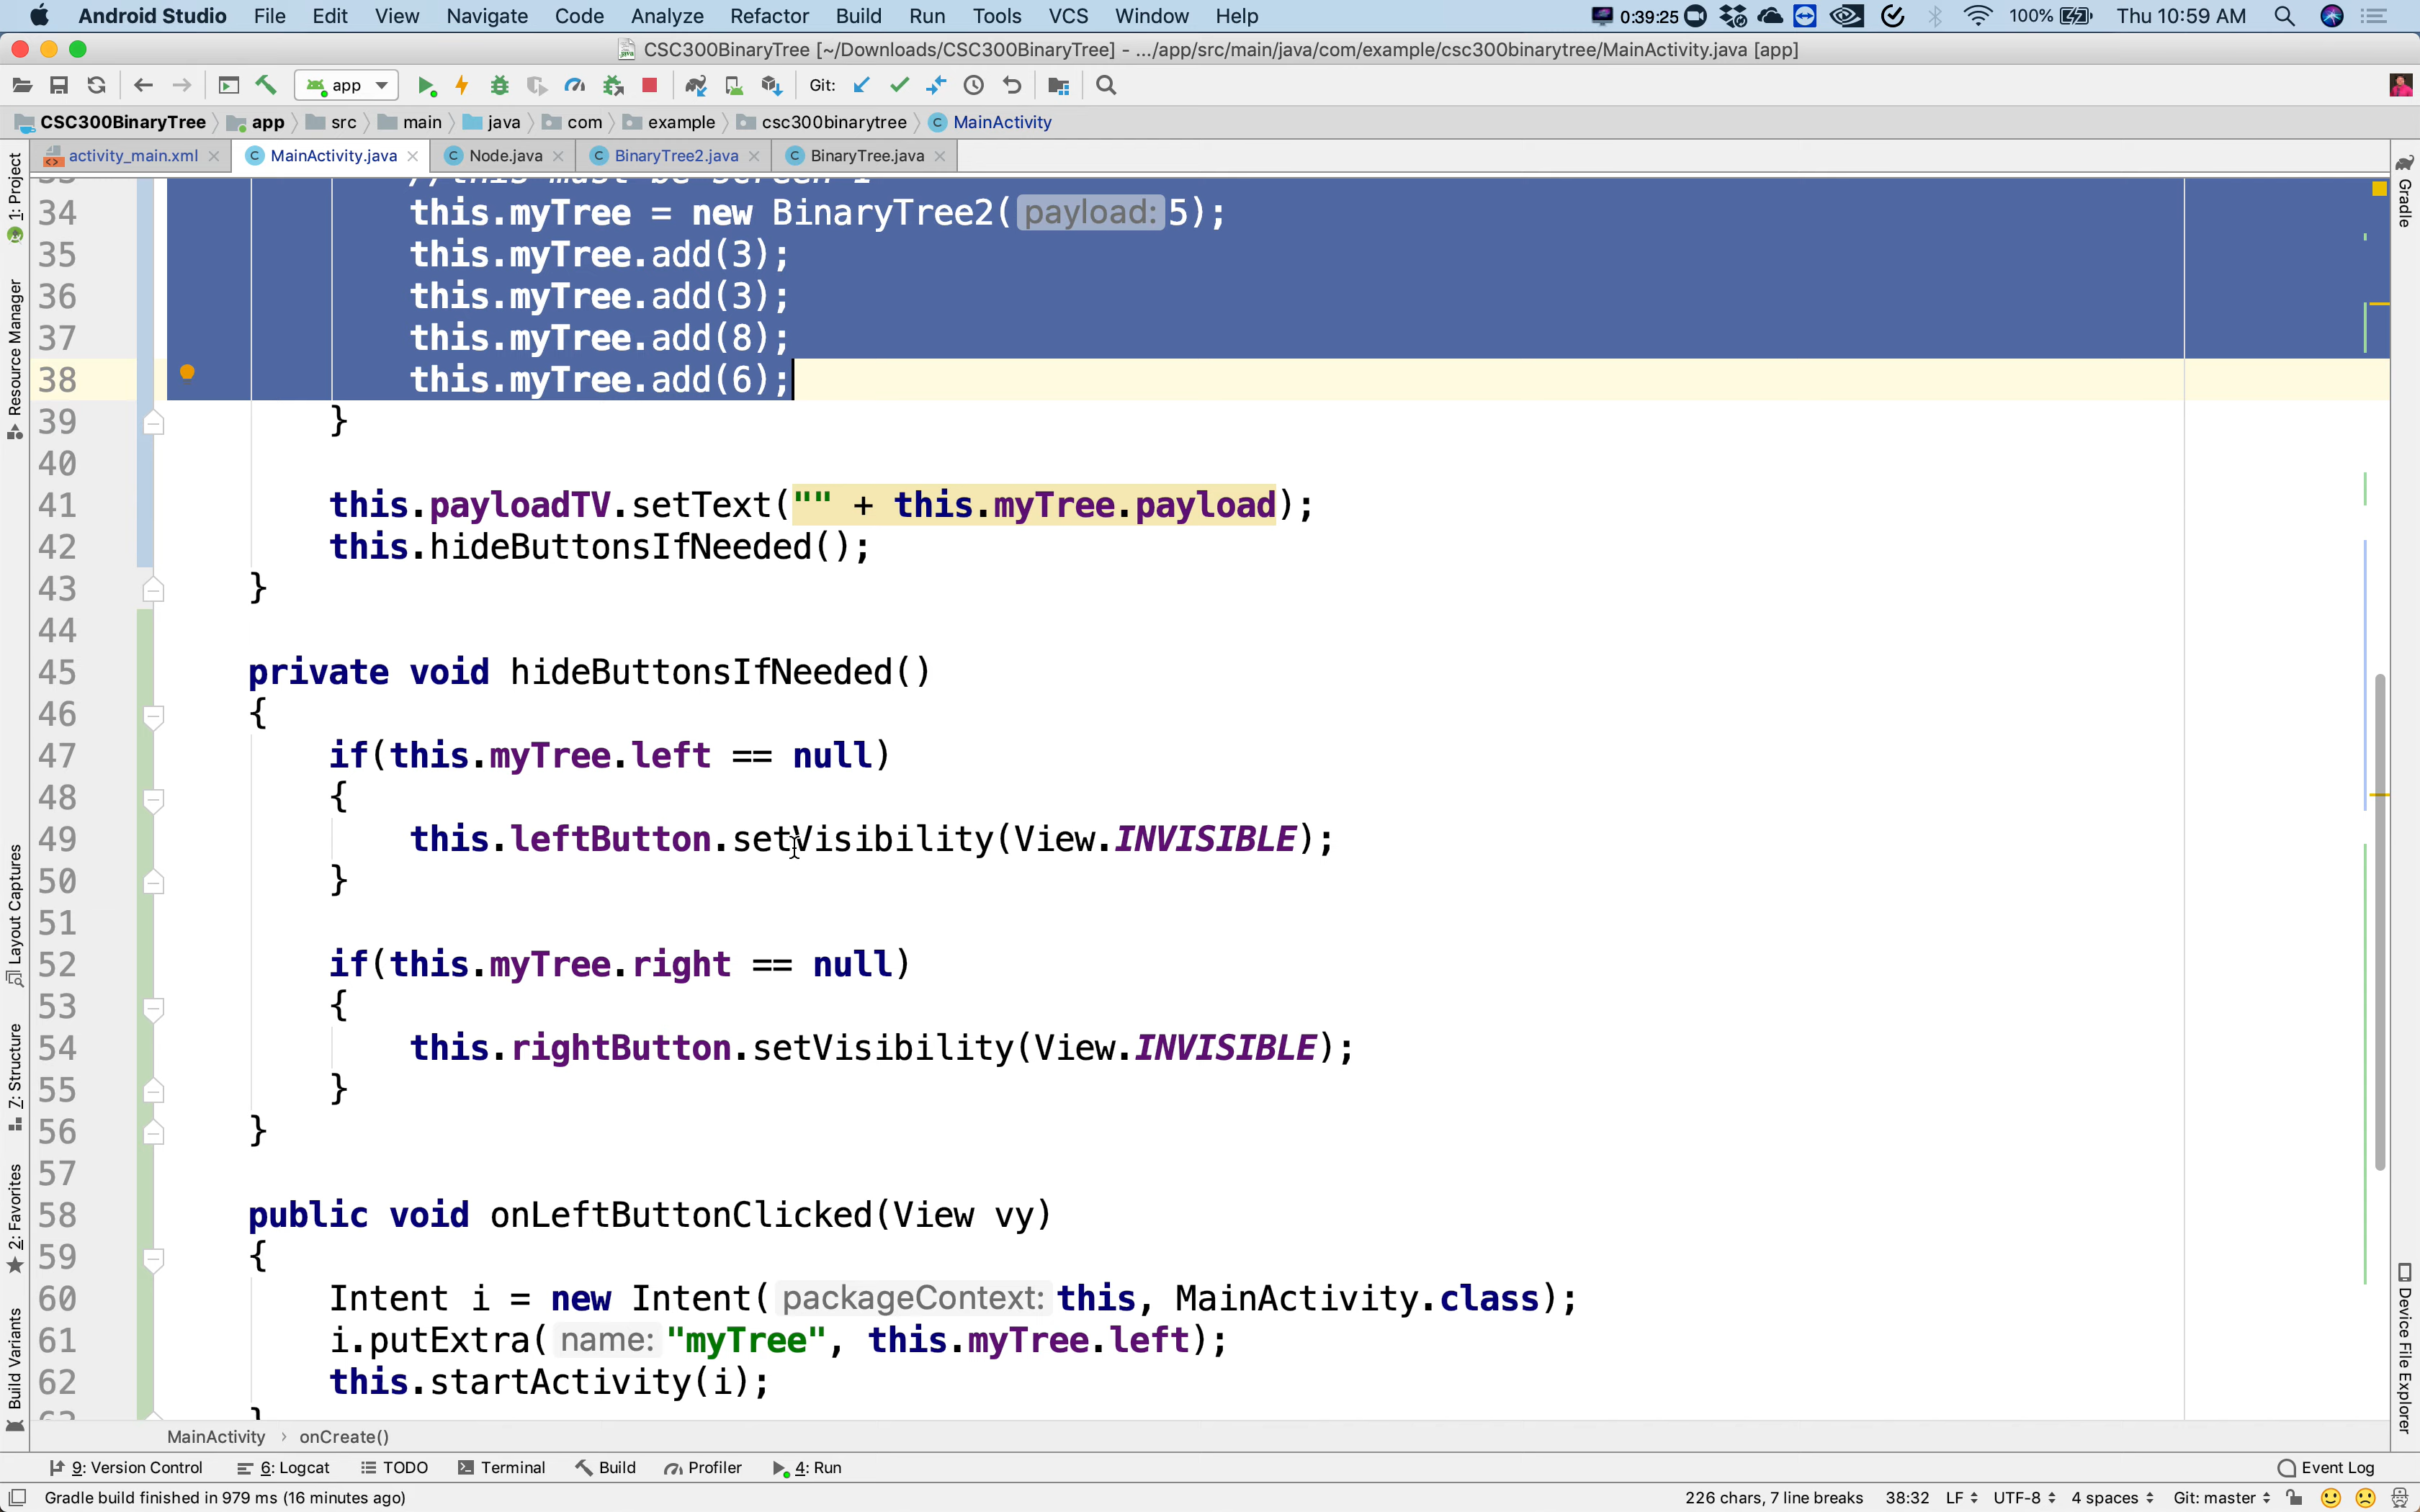 Android Studio File Edit View Navigate Code Analyze Refactor Build Run Tools VCS Window Help 0:39:25 100% Thu 10:59 AM
CSC300BinaryTree [~/Downloads/CSC300BinaryTree] - .../app/src/main/java/com/example/csc300binarytree/MainActivity.java [app]
app Git:
CSC300BinaryTree app src main java com example csc300binarytree MainActivity
activity_main.xml MainActivity.java Node.java BinaryTree2.java BinaryTree.java
33 //this must be screen 1
34 this.myTree = new BinaryTree2( payload: 5);
35 this.myTree.add(3);
36 this.myTree.add(3);
37 this.myTree.add(8);
38 this.myTree.add(6);
39 }
40
41 this.payloadTV.setText("" + this.myTree.payload);
42 this.hideButtonsIfNeeded();
43 }
44
45 private void hideButtonsIfNeeded()
46 {
47 if(this.myTree.left == null)
48 {
49 this.leftButton.setVisibility(View.INVISIBLE);
50 }
51
52 if(this.myTree.right == null)
53 {
54 this.rightButton.setVisibility(View.INVISIBLE);
55 }
56 }
57
58 public void onLeftButtonClicked(View vy)
59 {
60 Intent i = new Intent( packageContext: this, MainActivity.class);
61 i.putExtra( name: "myTree", this.myTree.left);
62 this.startActivity(i);
63 }
1: Project
Resource Manager
Layout Captures
7: Structure
2: Favorites
Build Variants
Gradle
Device File Explorer
MainActivity › onCreate()
9: Version Control 6: Logcat TODO Terminal Build Profiler 4: Run Event Log
Gradle build finished in 979 ms (16 minutes ago) 226 chars, 7 line breaks 38:32 LF UTF-8 4 spaces Git: master